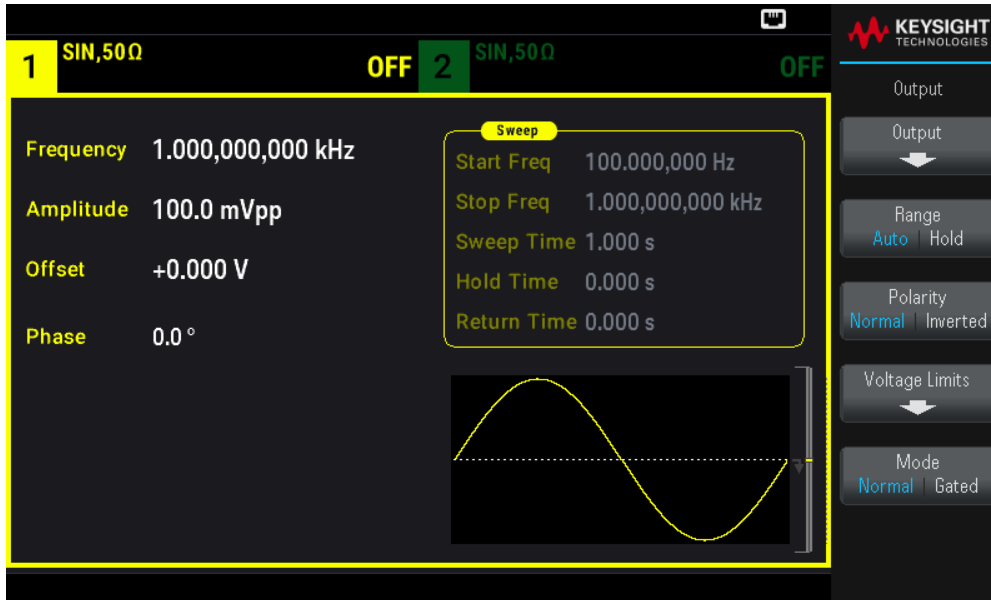 KEYSIGHT
TECHNOLOGIES
1 SIN,50Ω OFF 2 SIN,50Ω OFF
Output
Frequency 1.000,000,000 kHz
Amplitude 100.0 mVpp
Offset +0.000 V
Phase 0.0 °
Sweep
Start Freq 100.000,000 Hz
Stop Freq 1.000,000,000 kHz
Sweep Time 1.000 s
Hold Time 0.000 s
Return Time 0.000 s
Output
Range
Auto | Hold
Polarity
Normal | Inverted
Voltage Limits
Mode
Normal | Gated